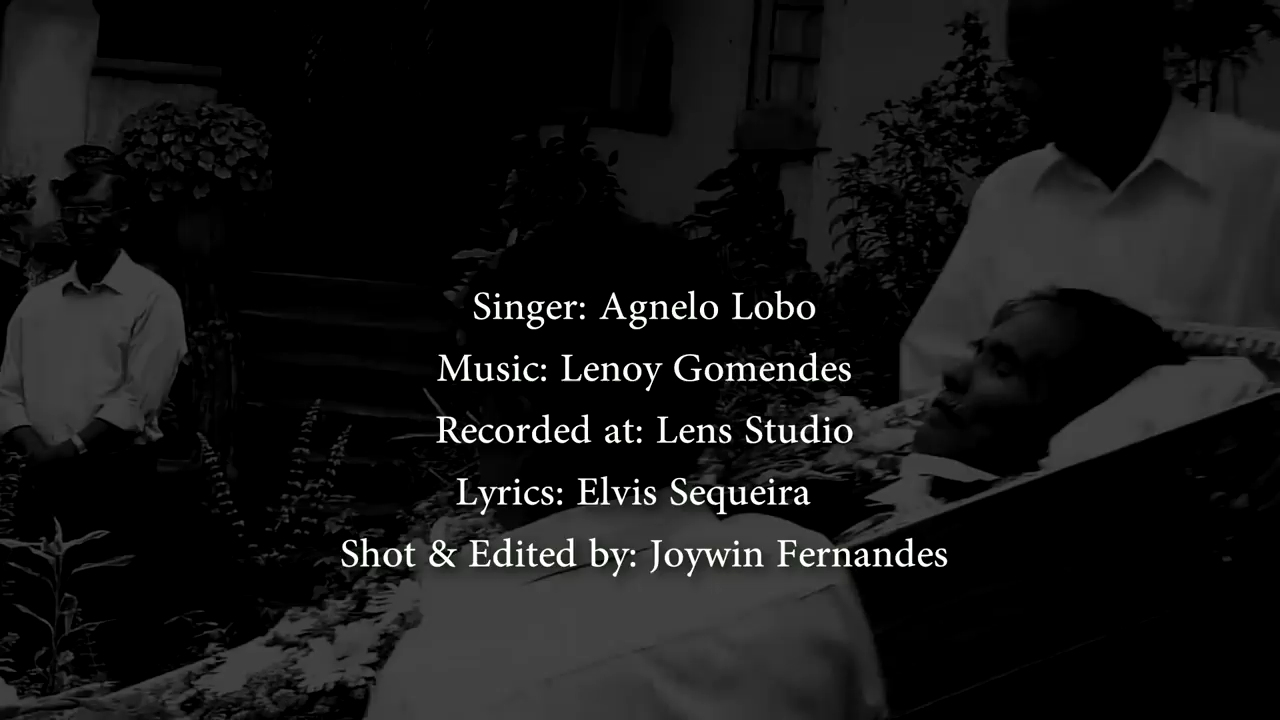 Singer: Agnelo Lobo
Music: Lenoy Gomendes
Recorded at: Lens Studio
Lyrics: Elvis Sequeira
Shot & Edited by: Joywin Fernandes